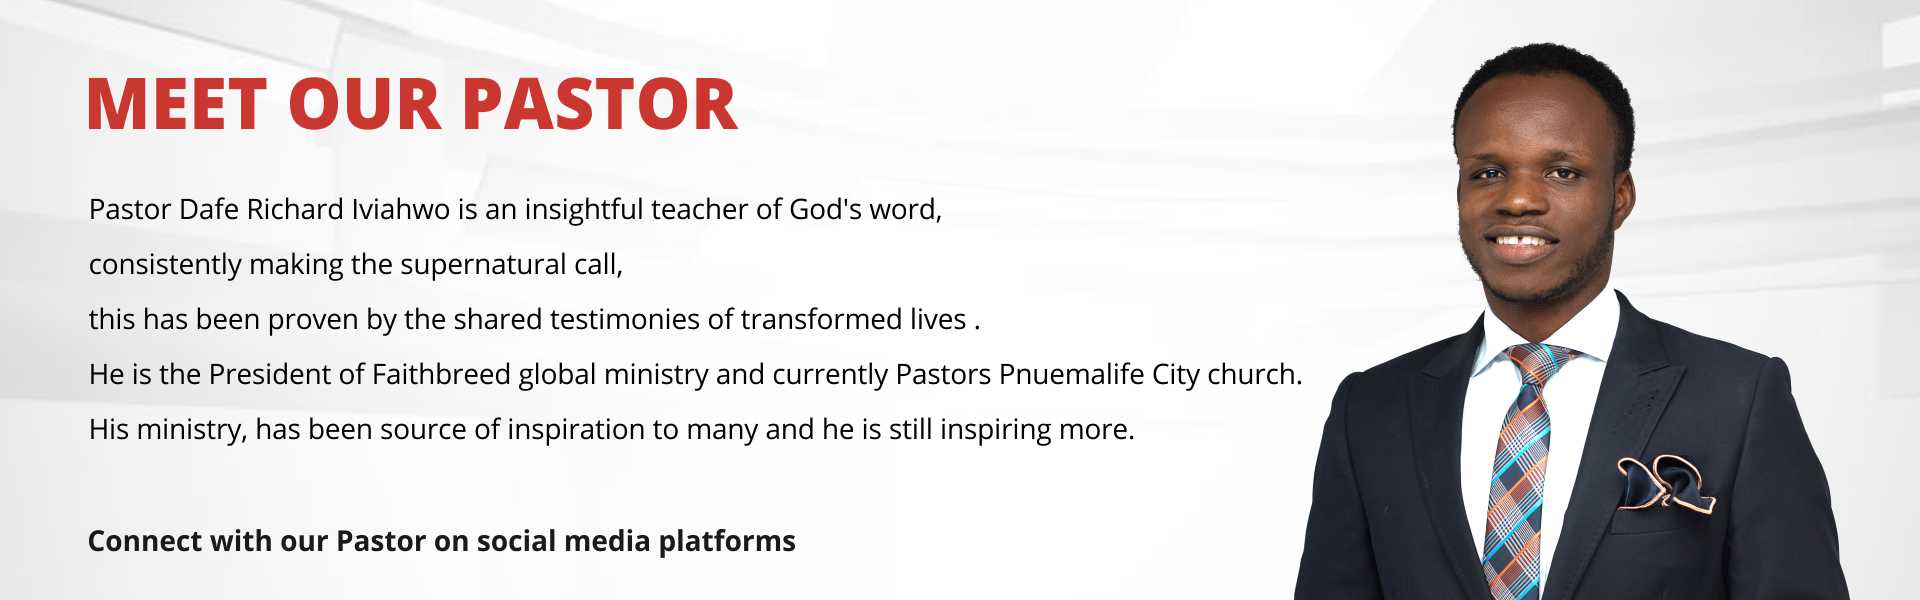 MEET OUR PASTOR
Pastor Dafe Richard Iviahwo is an insightful teacher of God's word,
consistently making the supernatural call,
this has been proven by the shared testimonies of transformed lives .
He is the President of Faithbreed global ministry and currently Pastors Pnuemalife City church.
His ministry, has been source of inspiration to many and he is still inspiring more.
Connect with our Pastor on social media platforms